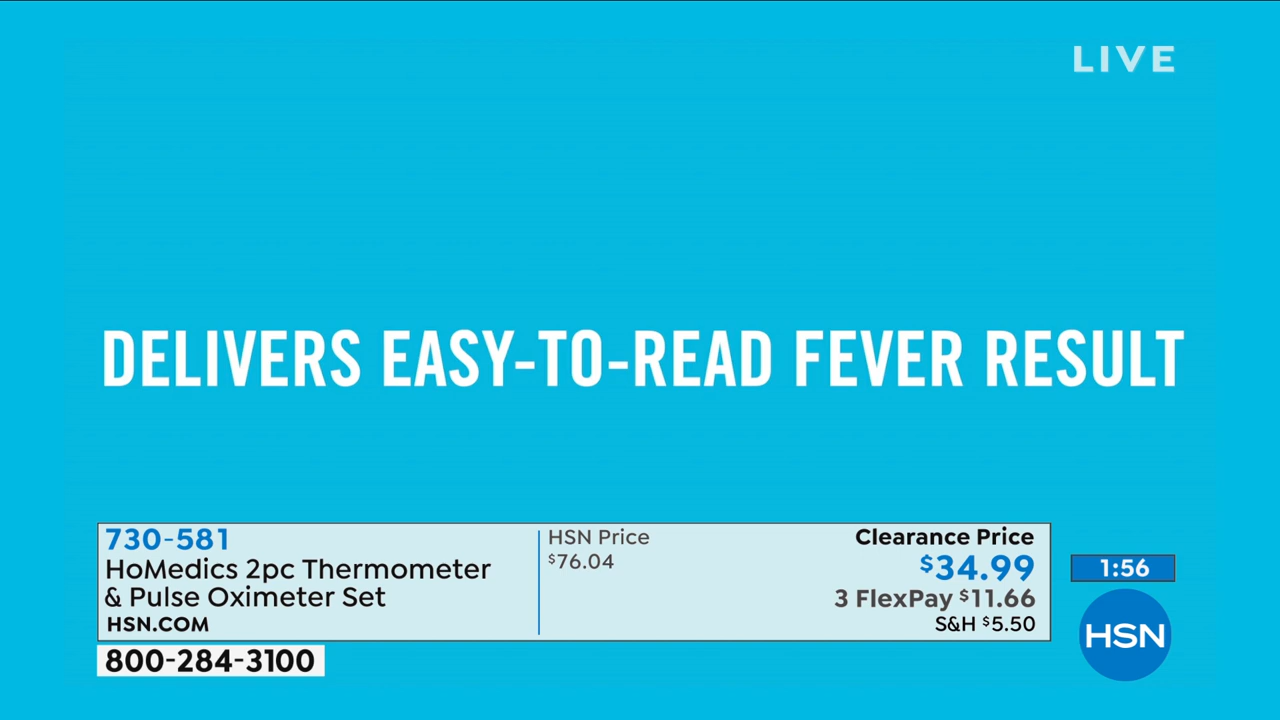 LIVE
DELIVERS EASY-TO-READ FEVER RESULT
730-581
HoMedics 2pc Thermometer
& Pulse Oximeter Set
HSN.COM
HSN Price
$76.04
Clearance Price
$34.99
3 FlexPay $11.66
S&H $5.50
1:56
HSN
800-284-3100